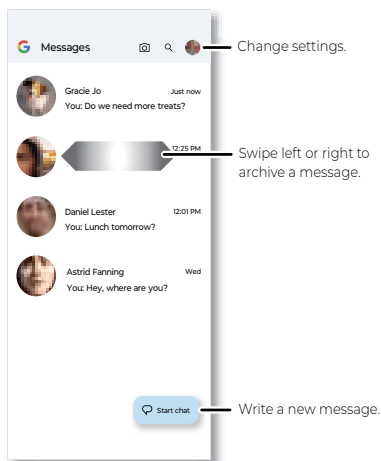 Messages
Change settings.
Gracie Jo Just now
You: Do we need more treats?
12:25 PM
Swipe left or right to
archive a message.
Daniel Lester 12:01 PM
You: Lunch tomorrow?
Astrid Fanning Wed
You: Hey, where are you?
Start chat
Write a new message.